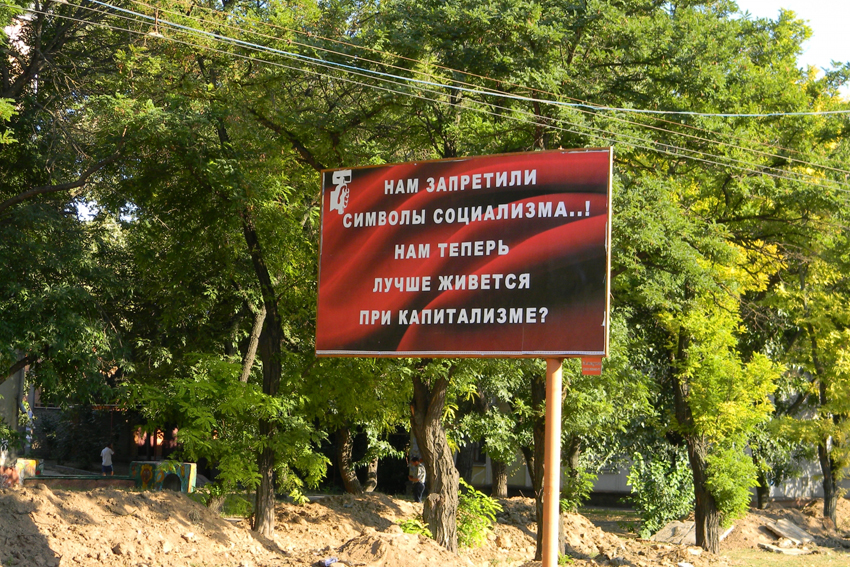 НАМ ЗАПРЕТИЛИ
СИМВОЛЫ СОЦИАЛИЗМА..!
НАМ ТЕПЕРЬ
ЛУЧШЕ ЖИВЕТСЯ
ПРИ КАПИТАЛИЗМЕ?